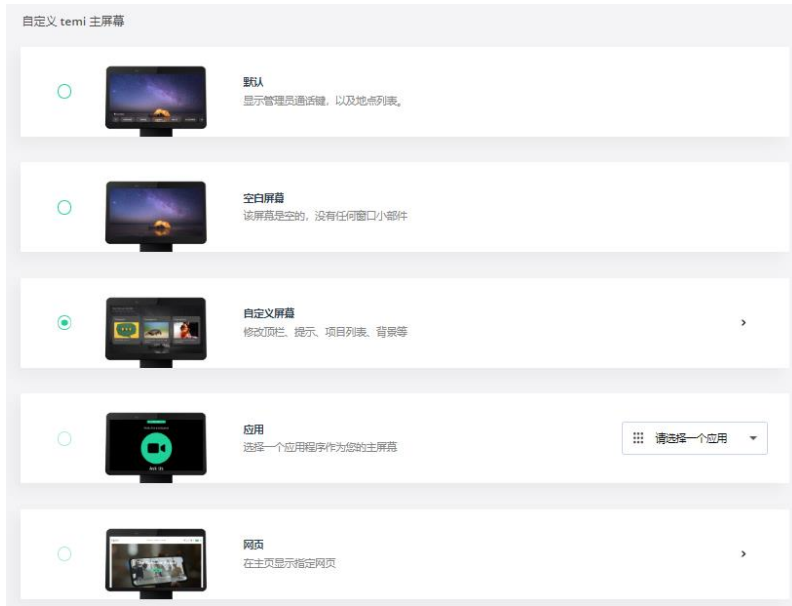 自定义 temi 主屏幕
默认
显示管理员通话键，以及地点列表。
空白屏幕
该屏幕是空的，没有任何窗口小部件
自定义屏幕
修改顶栏、提示、项目列表、背景等
应用
选择一个应用程序作为您的主屏幕
请选择一个应用
网页
在主页显示指定网页